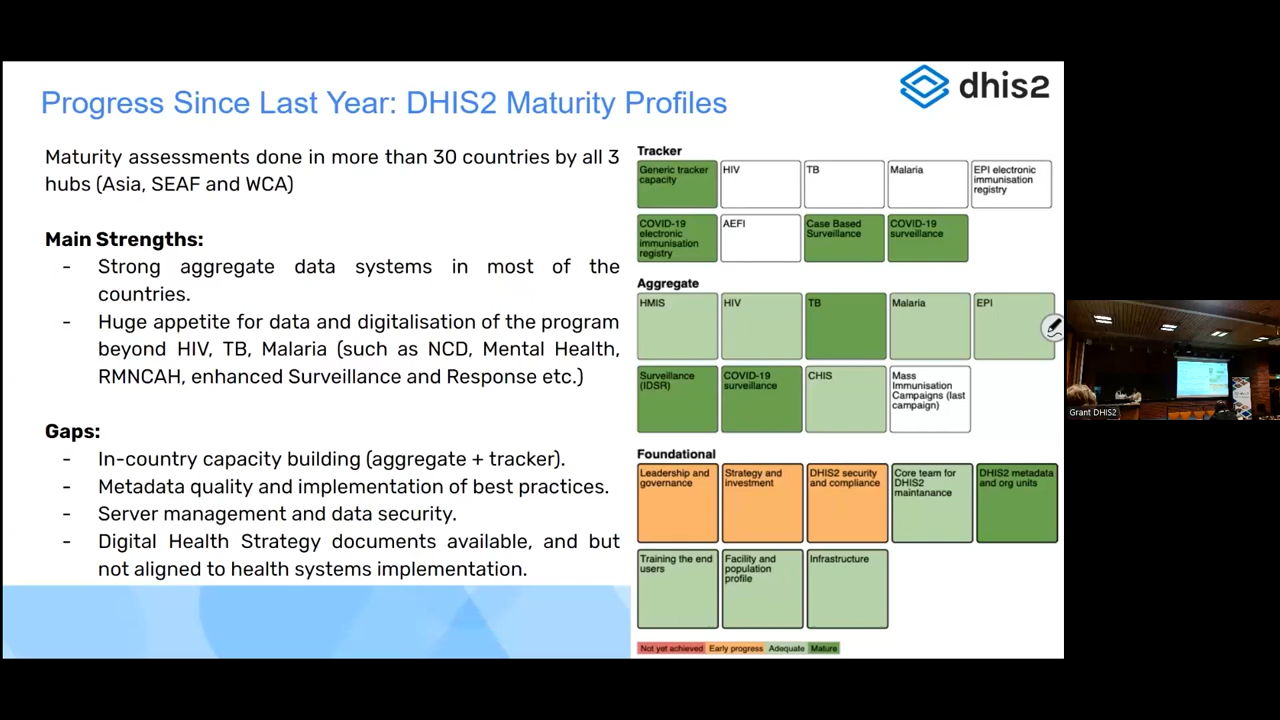 Progress Since Last Year: DHIS2 Maturity Profiles
dhis2
Maturity assessments done in more than 30 countries by all 3
hubs (Asia, SEAF and WCA)
Main Strengths:
- Strong aggregate data systems in most of the
countries.
- Huge appetite for data and digitalisation of the program
beyond HIV, TB, Malaria (such as NCD, Mental Health,
RMNCAH, enhanced Surveillance and Response etc.)
Gaps:
- In-country capacity building (aggregate + tracker).
- Metadata quality and implementation of best practices.
- Server management and data security.
- Digital Health Strategy documents available, and but
not aligned to health systems implementation.
Tracker
Generic tracker
capacity
HIV
TB
Malaria
EPI electronic
immunisation
registry
COVID-19
electronic
immunisation
registry
AEFI
Case Based
Surveillance
COVID-19
surveillance
Aggregate
HMIS
HIV
TB
Malaria
EPI
Surveillance
(IDSR)
COVID-19
surveillance
CHIS
Mass
Immunisation
Campaigns (last
campaign)
Foundational
Leadership and
governance
Strategy and
investment
DHIS2 security
and compliance
Core team for
DHIS2
maintanance
DHIS2 metadata
and org units
Training the end
users
Facility and
population
profile
Infrastructure
Not yet achieved Early progress Adequate Mature
Grant DHIS2